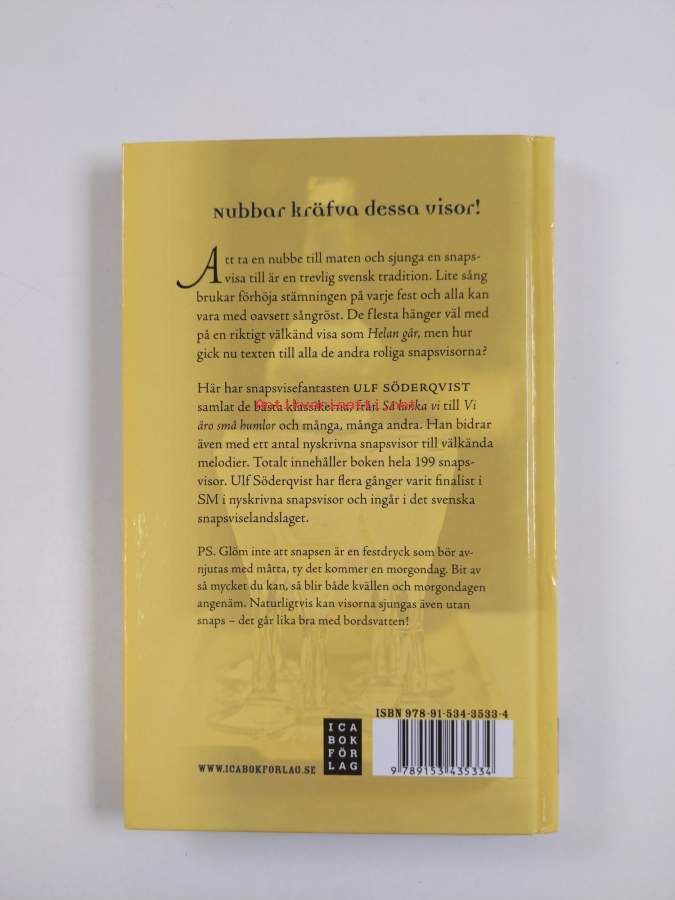 Nubbar kräfva dessa visor!
Att ta en nubbe till maten och sjunga en snaps-
visa till är en trevlig svensk tradition. Lite sång
brukar förhöja stämningen på varje fest och alla kan
vara med oavsett sångröst. De flesta hänger väl med
på en riktigt välkänd visa som Helan går, men hur
gick nu texten till alla de andra roliga snapsvisorna?
Här har snapsvisefantasten ULF SÖDERQVIST
samlat de bästa klassikerna, från Så lunka vi till Vi
äro små humlor och många, många andra. Han bidrar
även med ett antal nyskrivna snapsvisor till välkända
melodier. Totalt innehåller boken hela 199 snaps-
visor. Ulf Söderqvist har flera gånger varit finalist i
SM i nyskrivna snapsvisor och ingår i det svenska
snapsviselandslaget.
PS. Glöm inte att snapsen är en festdryck som bör av-
njutas med måtta, ty det kommer en morgondag. Bit av
så mycket du kan, så blir både kvällen och morgondagen
angenäm. Naturligtvis kan visorna sjungas även utan
snaps – det går lika bra med bordsvatten!
ISBN 978-91-534-3533-4
ICA
BOK
FÖR
LAG
WWW.ICABOKFORLAG.SE
9 789153 435334